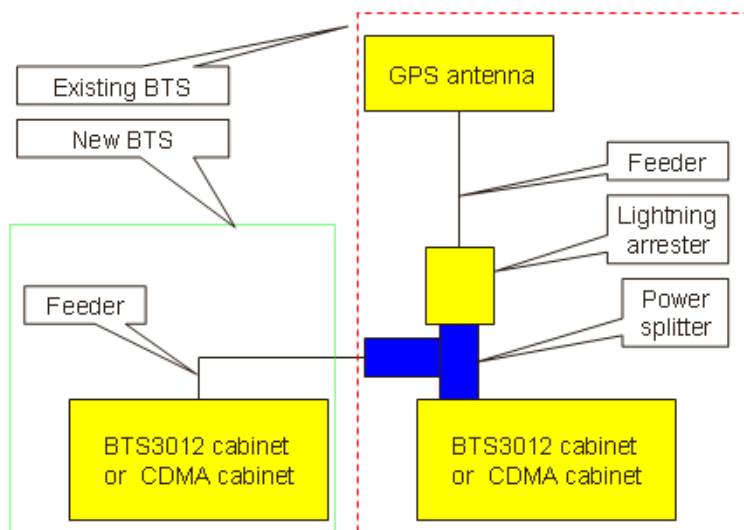 Existing BTS
New BTS
GPS antenna
Feeder
Lightning
arrester
Power
splitter
Feeder
BTS3012 cabinet
or CDMA cabinet
BTS3012 cabinet
or CDMA cabinet